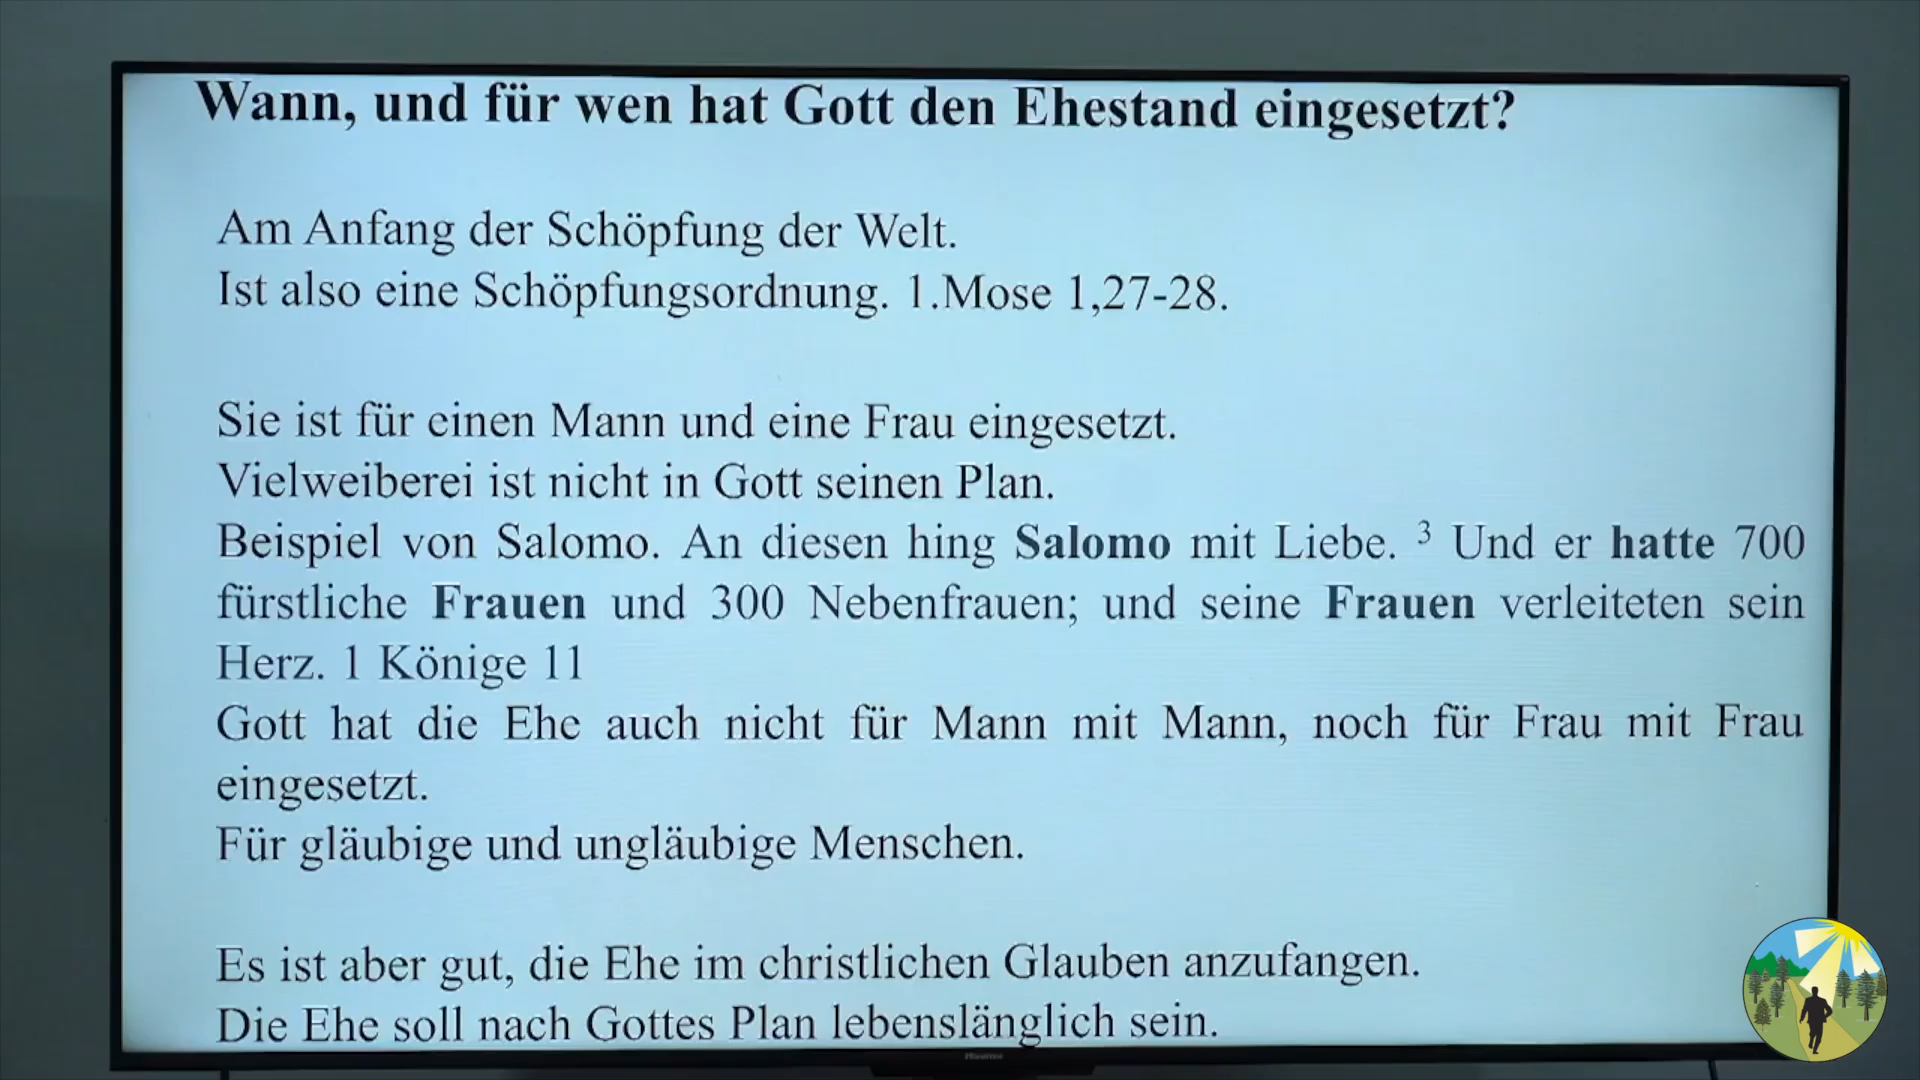 Wann, und für wen hat Gott den Ehestand eingesetzt?
Am Anfang der Schöpfung der Welt.
Ist also eine Schöpfungsordnung. 1.Mose 1,27-28.
Sie ist für einen Mann und eine Frau eingesetzt.
Vielweiberei ist nicht in Gott seinen Plan.
Beispiel von Salomo. An diesen hing Salomo mit Liebe. ³ Und er hatte 700
fürstliche Frauen und 300 Nebenfrauen; und seine Frauen verleiteten sein
Herz. 1 Könige 11
Gott hat die Ehe auch nicht für Mann mit Mann, noch für Frau mit Frau
eingesetzt.
Für gläubige und ungläubige Menschen.
Es ist aber gut, die Ehe im christlichen Glauben anzufangen.
Die Ehe soll nach Gottes Plan lebenslänglich sein.
Hisense